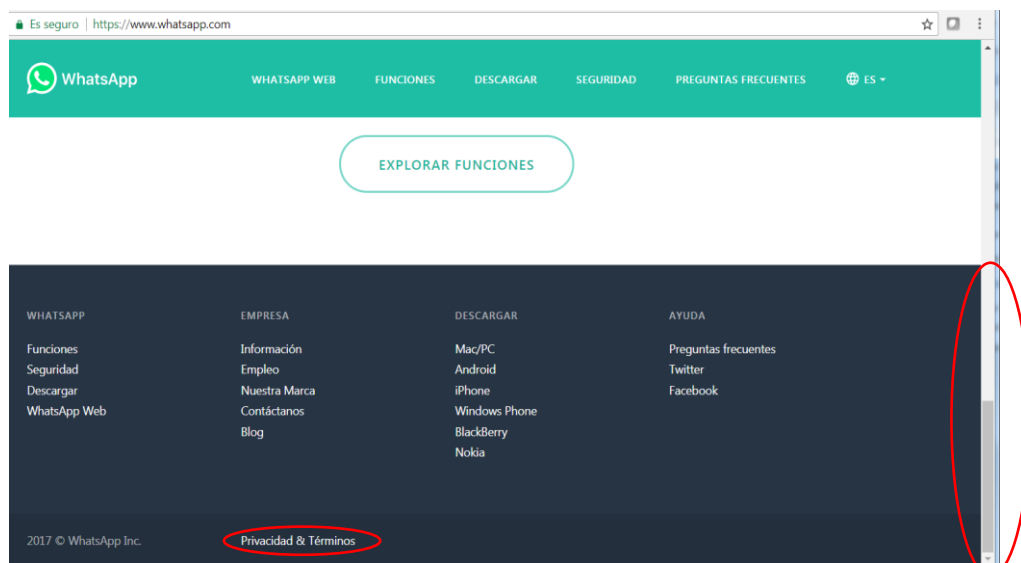 Es seguro | https://www.whatsapp.com
WhatsApp WHATSAPP WEB FUNCIONES DESCARGAR SEGURIDAD PREGUNTAS FRECUENTES ES
EXPLORAR FUNCIONES
WHATSAPP
Funciones
Seguridad
Descargar
WhatsApp Web
EMPRESA
Información
Empleo
Nuestra Marca
Contáctanos
Blog
DESCARGAR
Mac/PC
Android
iPhone
Windows Phone
BlackBerry
Nokia
AYUDA
Preguntas frecuentes
Twitter
Facebook
2017 © WhatsApp Inc. Privacidad & Términos